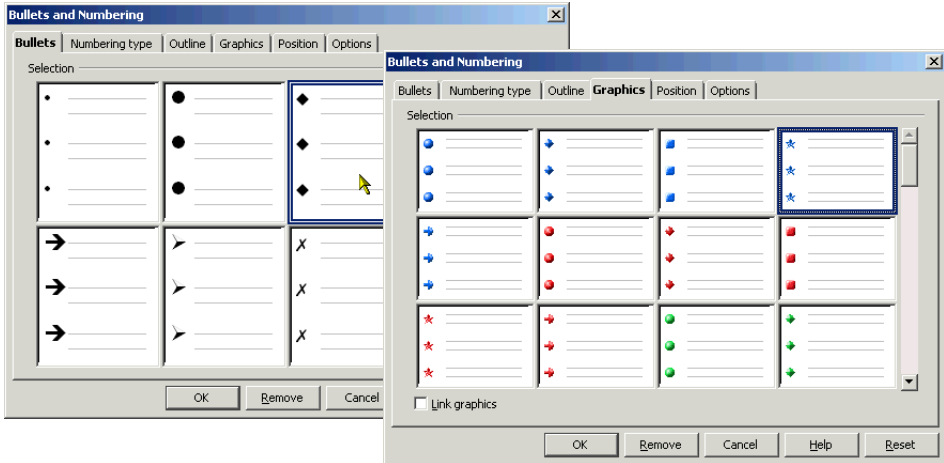 Bullets and Numbering
Bullets Numbering type Outline Graphics Position Options
Selection
OK Remove Cancel
Bullets and Numbering
Bullets Numbering type Outline Graphics Position Options
Selection
Link graphics
OK Remove Cancel Help Reset